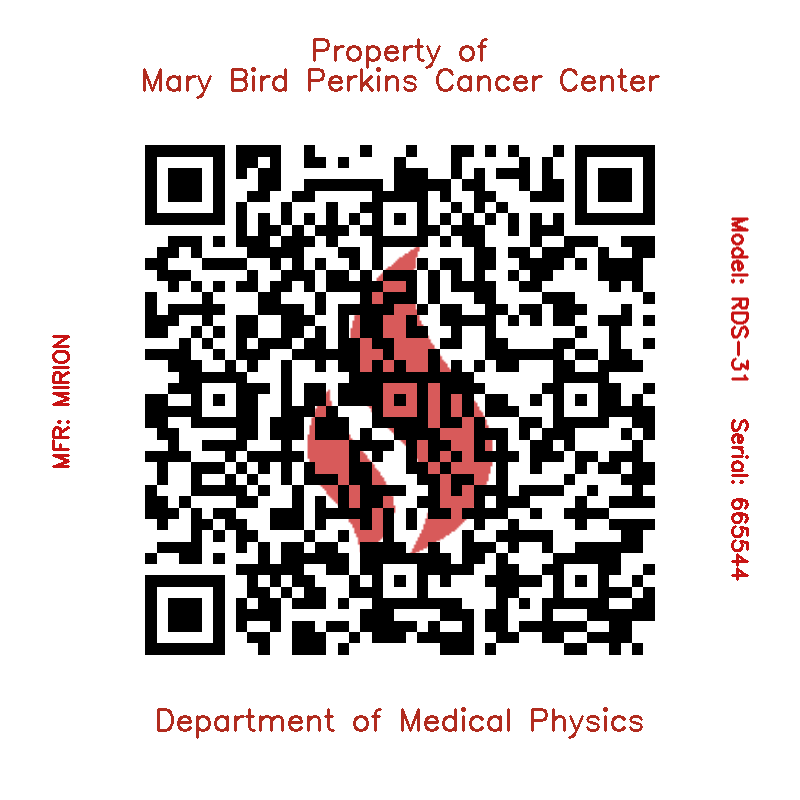 Property of
Mary Bird Perkins Cancer Center
MFR: MIRION
Model: RDS-31 Serial: 665544
Department of Medical Physics